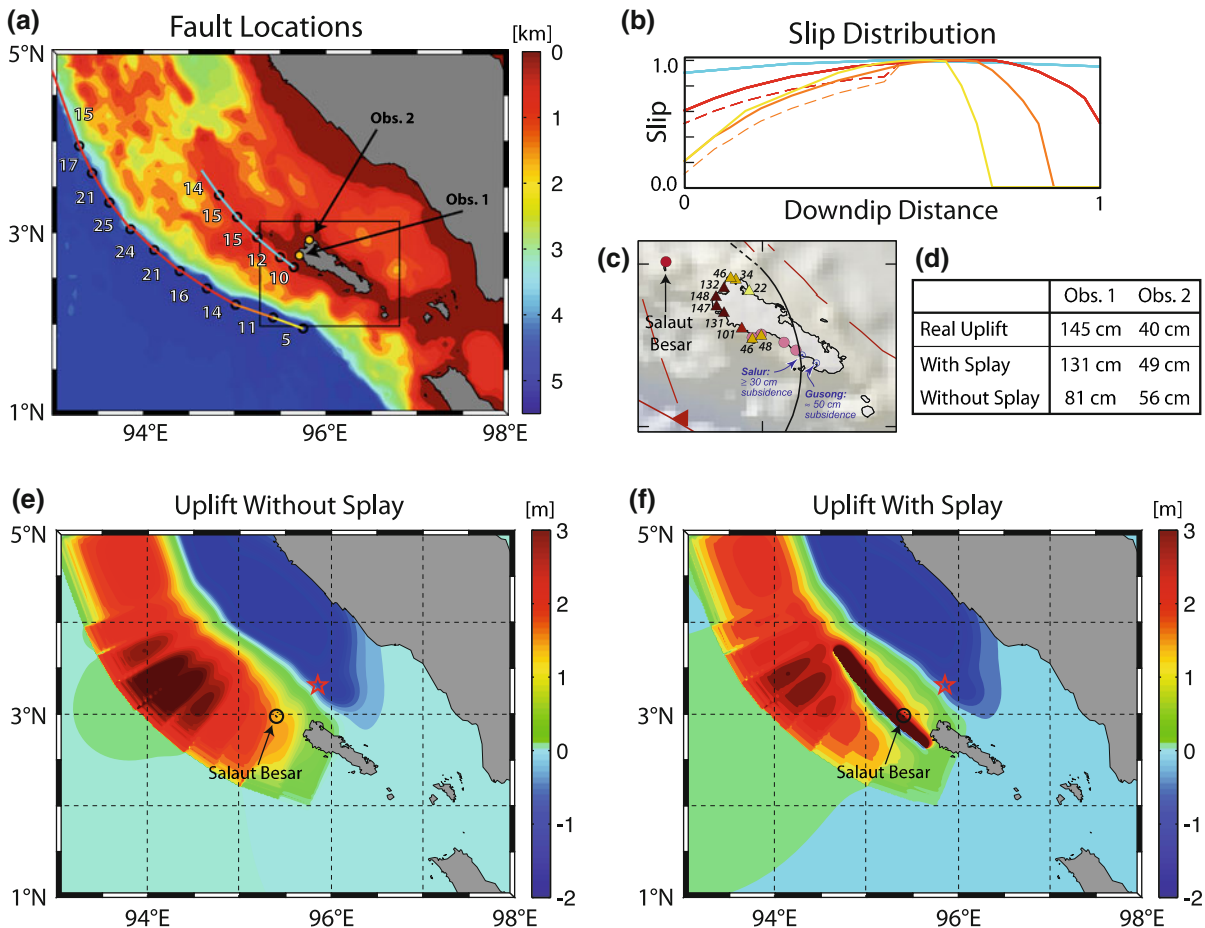 (a)
Fault Locations
[km]
5°N
3°N
1°N
94°E
96°E
98°E
0
1
2
3
4
5
15
17
21
25
24
21
16
14
11
5
14
15
15
12
10
Obs. 2
Obs. 1
(b)
Slip Distribution
1.0
Slip
0.0
0
Downdip Distance
1
(c)
46
34
132
22
148
147
131
101
46
48
Salaut
Besar
Salur:
≥ 30 cm
subsidence
Gusong:
≈ 50 cm
subsidence
(d)
Obs. 1 Obs. 2
Real Uplift 145 cm 40 cm
With Splay 131 cm 49 cm
Without Splay 81 cm 56 cm
(e)
Uplift Without Splay
[m]
5°N
3°N
1°N
94°E
96°E
98°E
Salaut Besar
3
2
1
0
-1
-2
(f)
Uplift With Splay
[m]
5°N
3°N
1°N
94°E
96°E
98°E
Salaut Besar
3
2
1
0
-1
-2